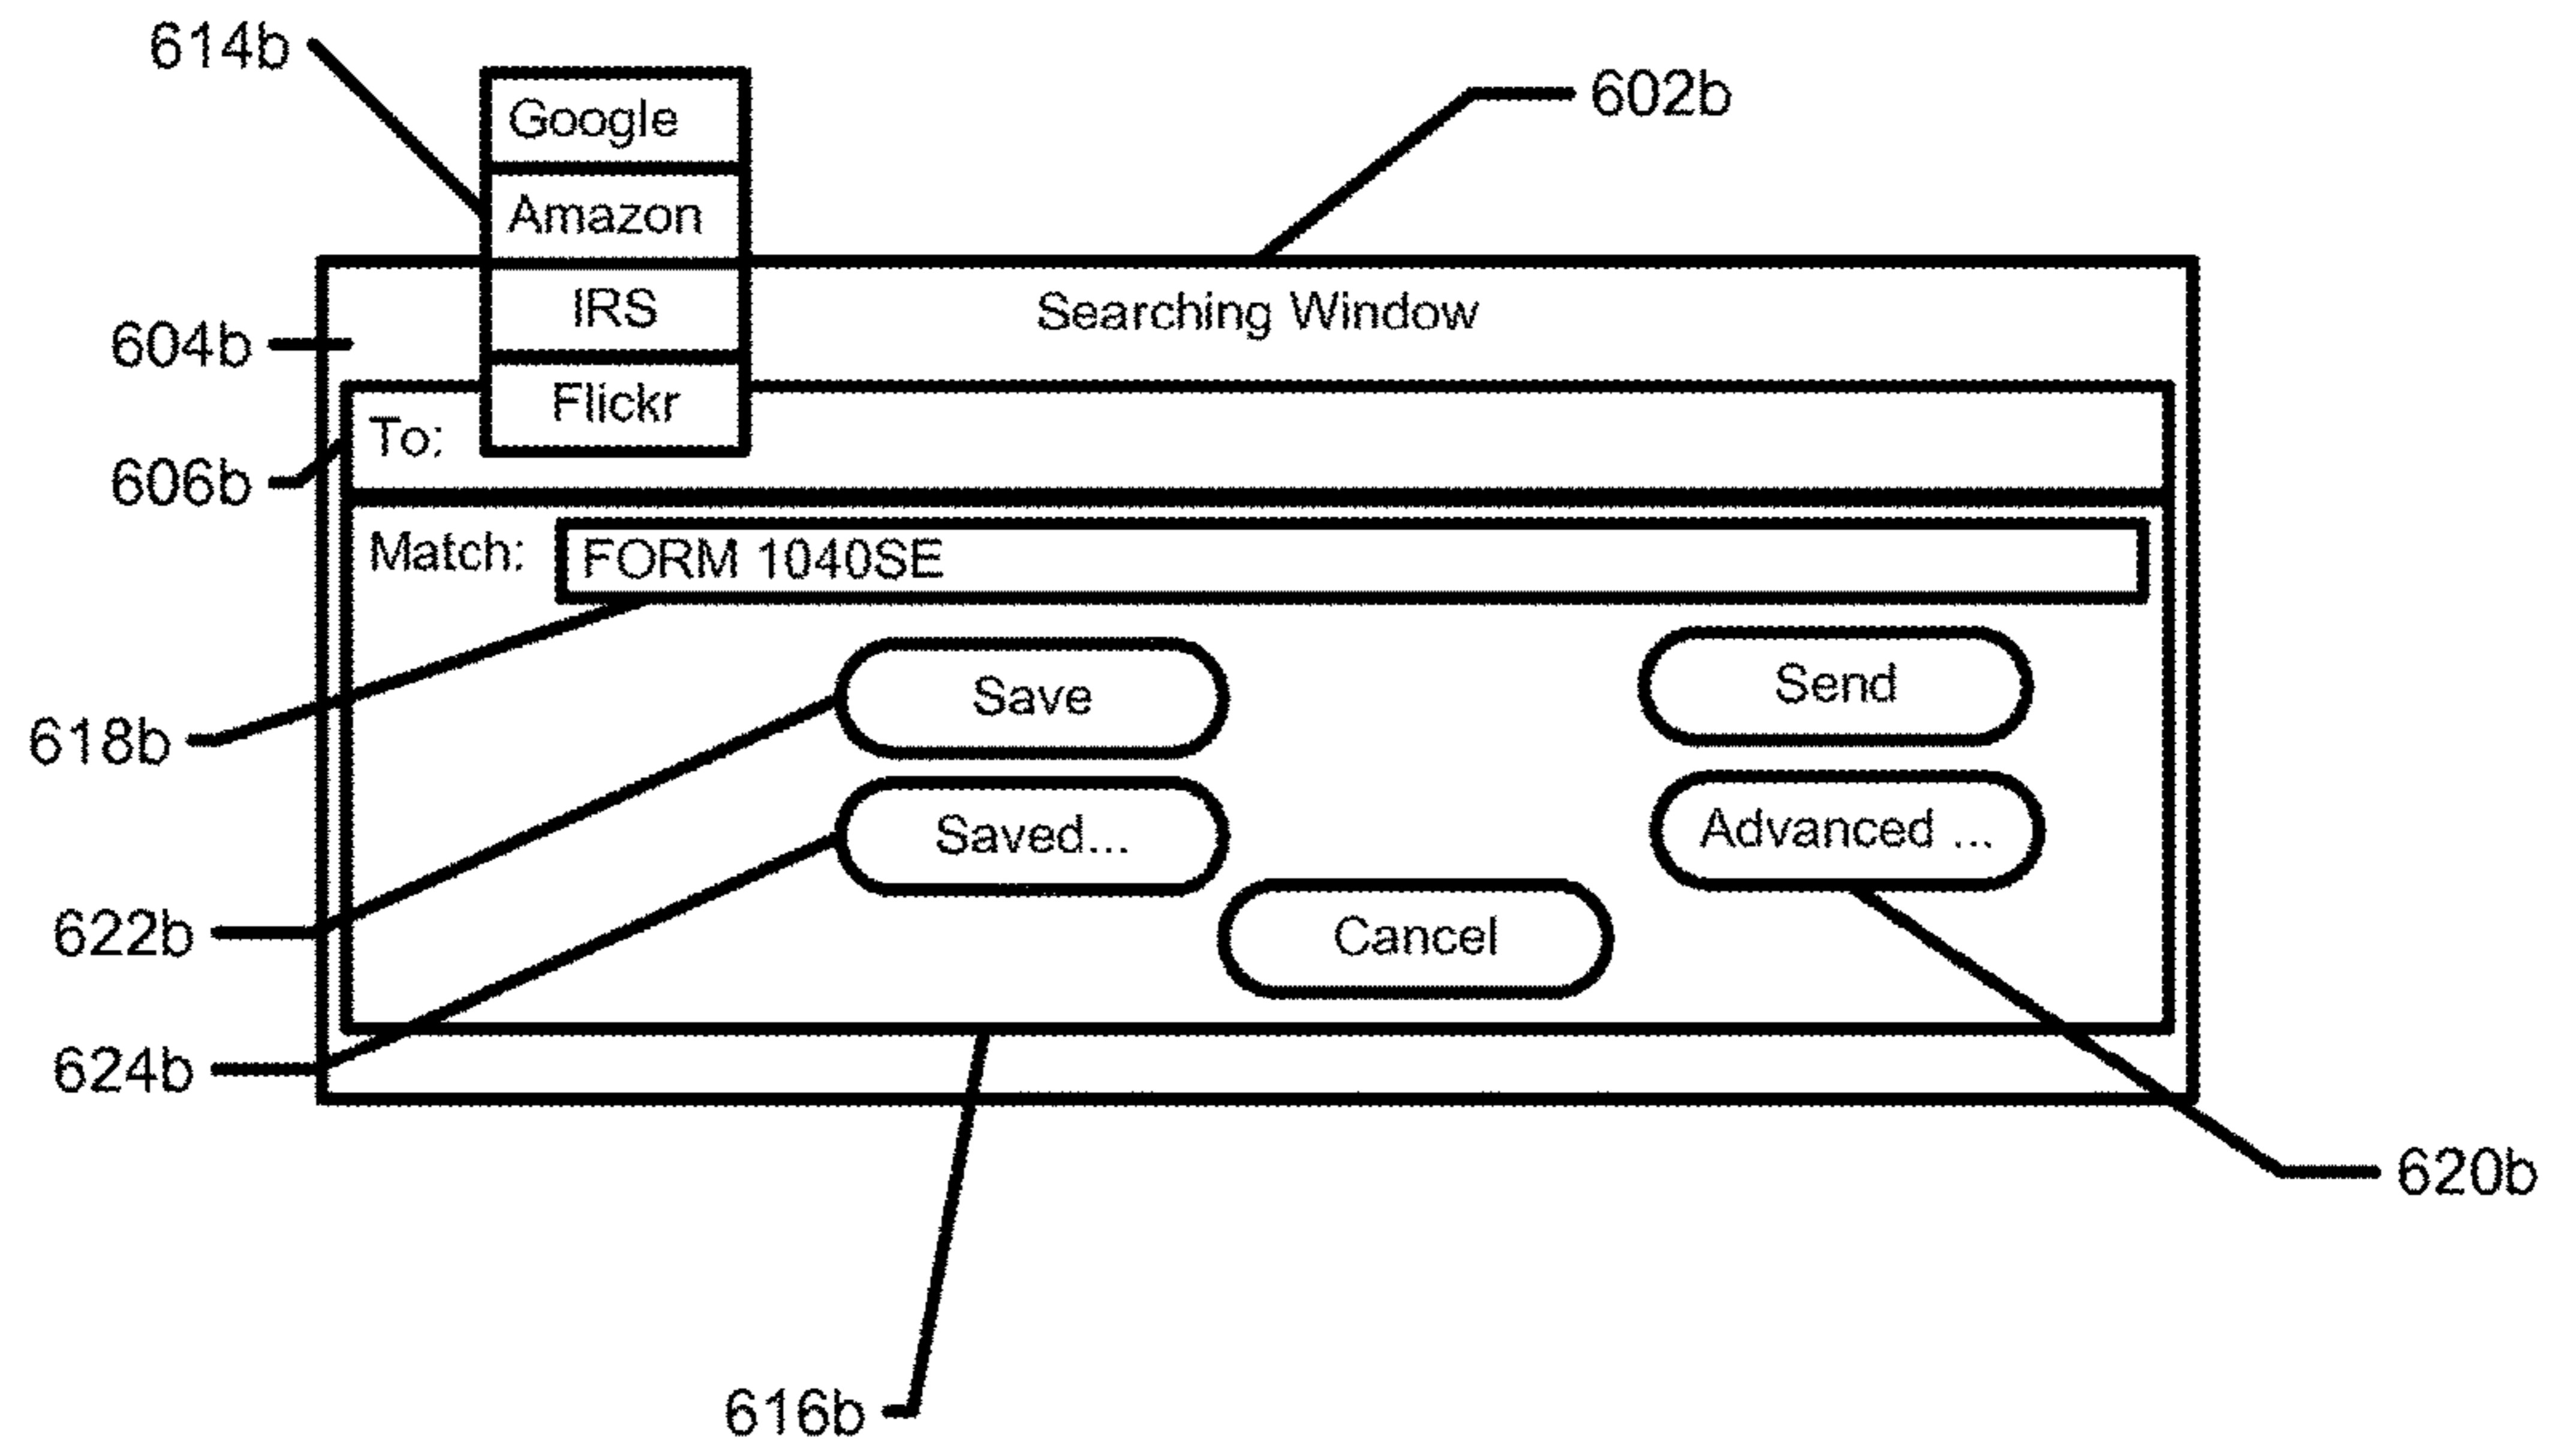 614b
Google
602b
Amazon
IRS
Searching Window
604b
Flickr
To:
606b
Match: FORM 1040SE
Save
Send
618b
Saved...
Advanced ...
622b
Cancel
624b
620b
616b